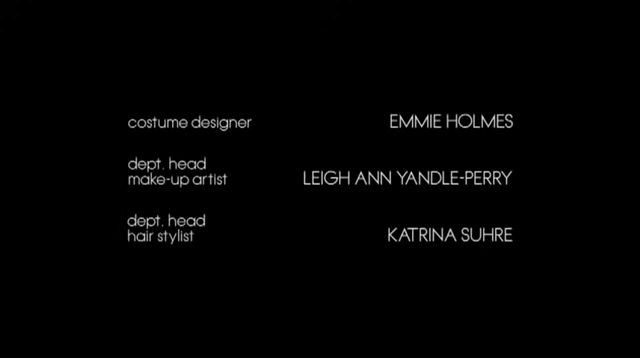 costume designer EMMIE HOLMES
dept. head
make-up artist LEIGH ANN YANDLE-PERRY
dept. head
hair stylist KATRINA SUHRE